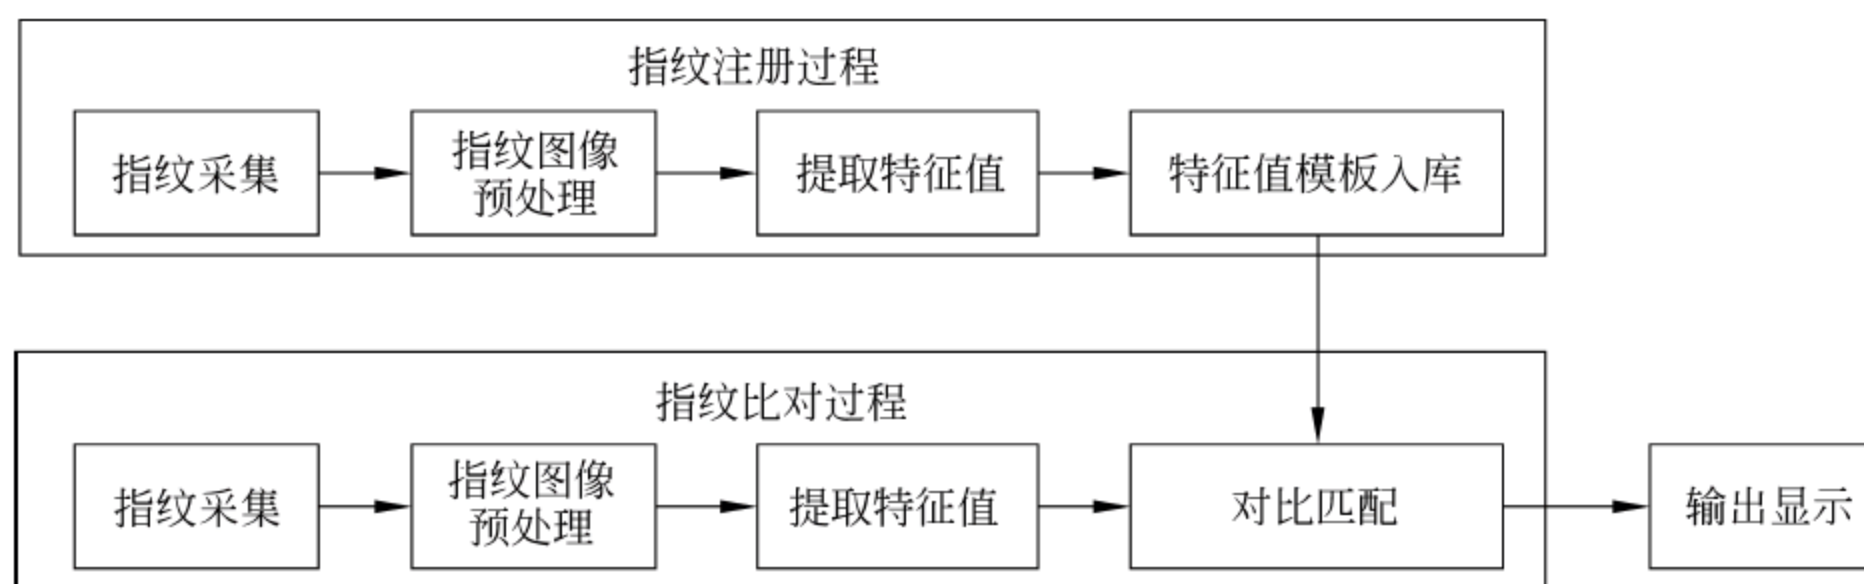 指纹注册过程
指纹采集
指纹图像
预处理
提取特征值
特征值模板入库
指纹比对过程
指纹采集
指纹图像
预处理
提取特征值
对比匹配
输出显示